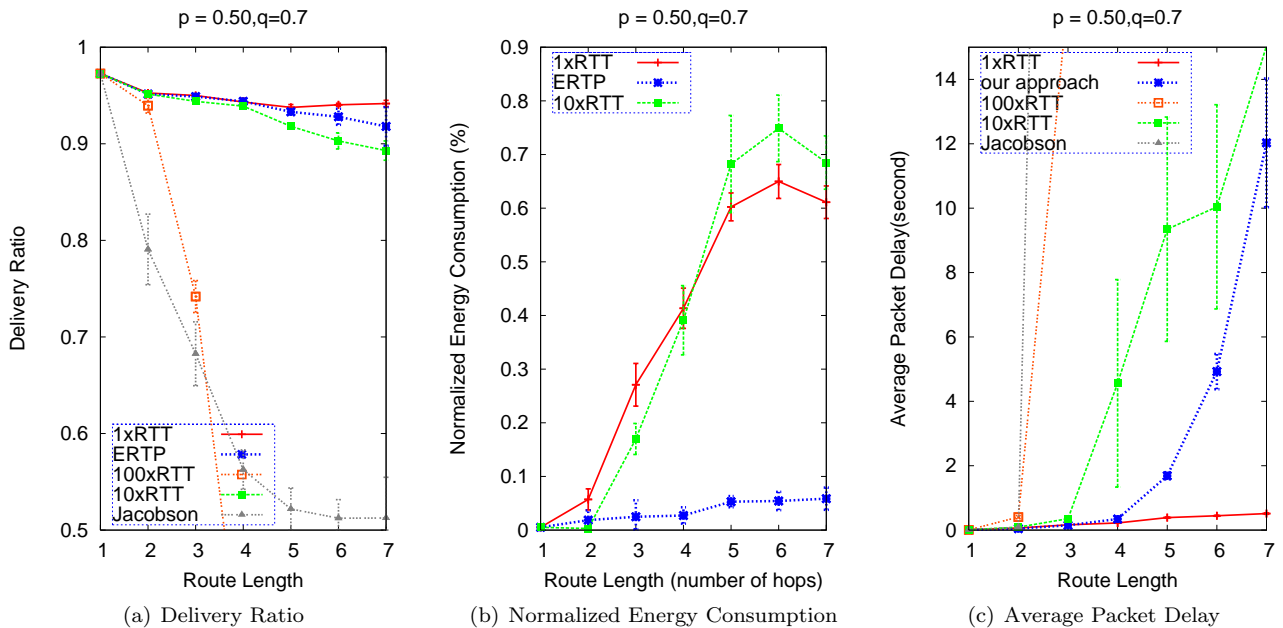 p = 0.50,q=0.7
1
0.9
0.8
0.7
0.6
0.5
Delivery Ratio
1xRTT
ERTP
100xRTT
10xRTT
Jacobson
1 2 3 4 5 6 7
Route Length
(a) Delivery Ratio
p = 0.50,q=0.7
0.9
0.8
0.7
0.6
0.5
0.4
0.3
0.2
0.1
0
Normalized Energy Consumption (%)
1xRTT
ERTP
10xRTT
1 2 3 4 5 6 7
Route Length (number of hops)
(b) Normalized Energy Consumption
p = 0.50,q=0.7
14
12
10
8
6
4
2
0
Average Packet Delay(second)
1xRTT
our approach
100xRTT
10xRTT
Jacobson
1 2 3 4 5 6 7
Route Length
(c) Average Packet Delay